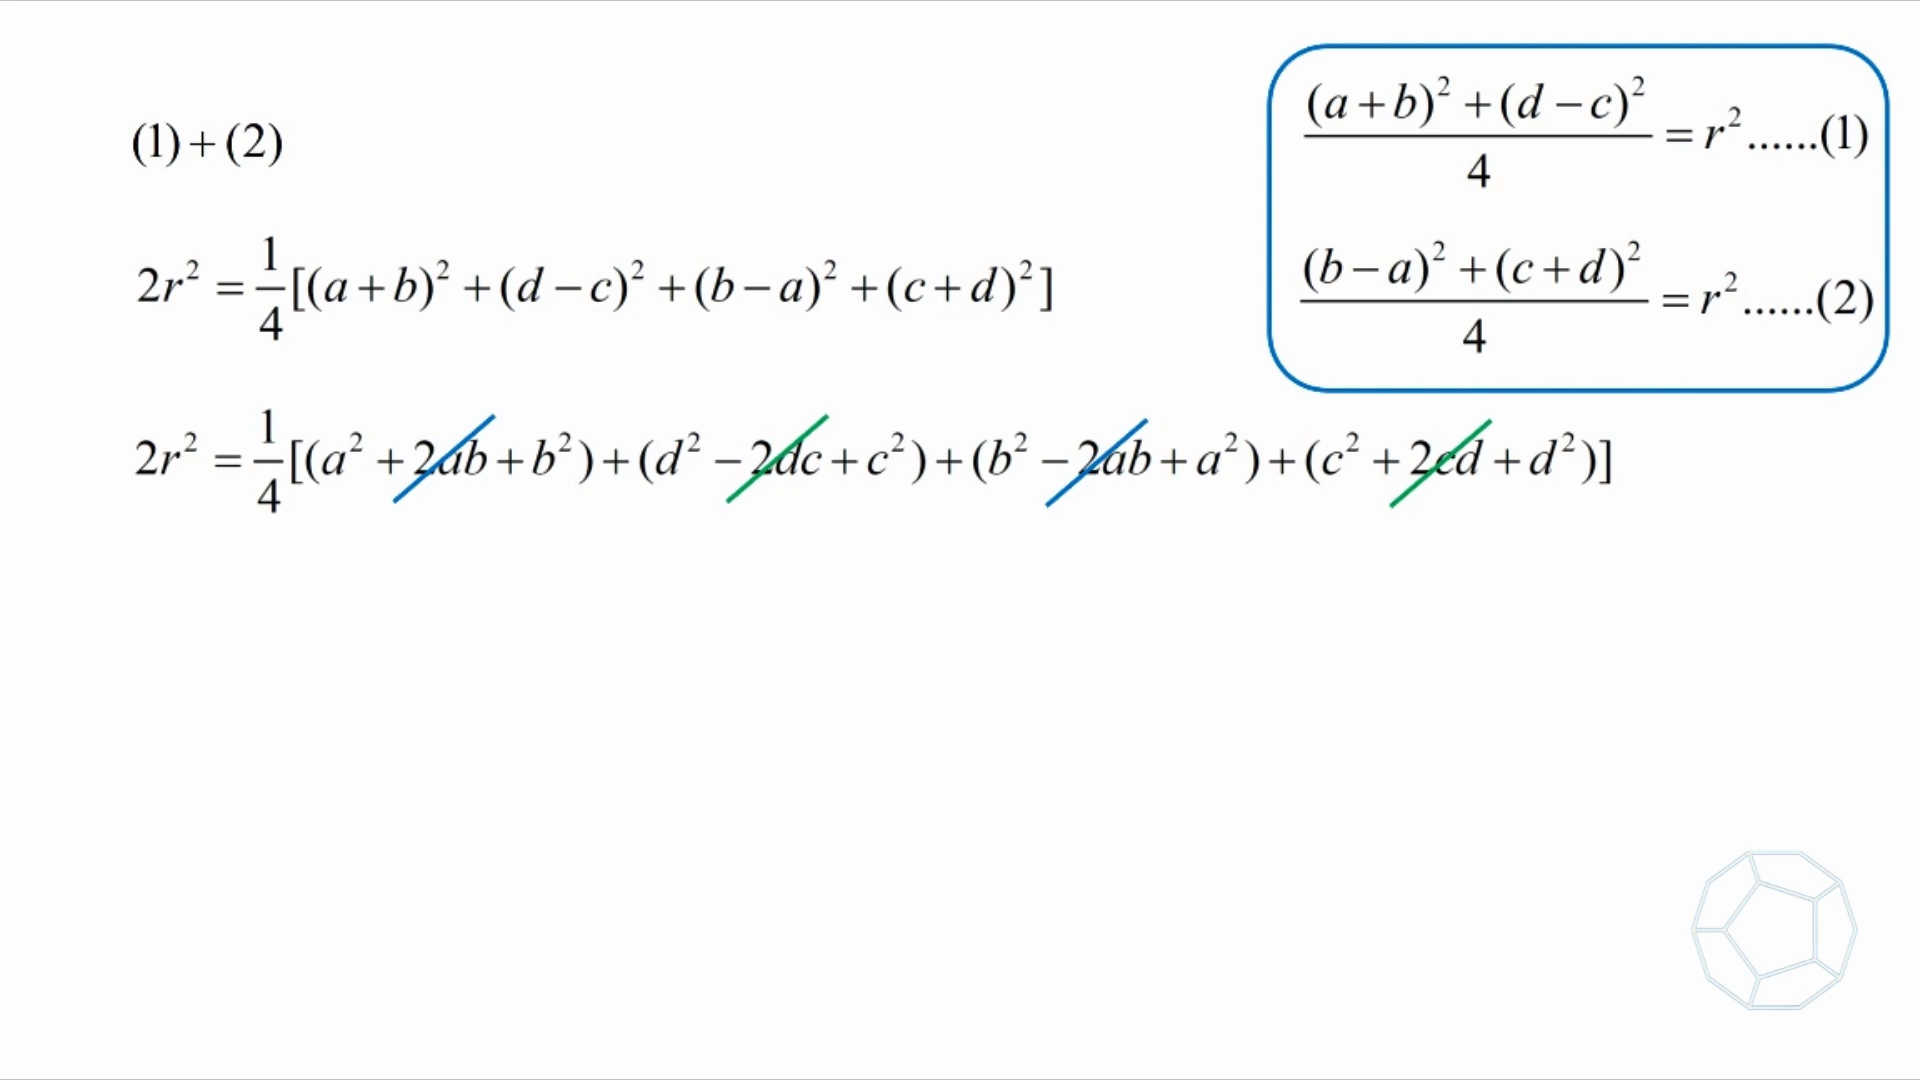 (1)+(2)
(a+b)²+(d−c)²/4=r²......(1)
2r²=1/4[(a+b)²+(d−c)²+(b−a)²+(c+d)²]
(b−a)²+(c+d)²/4=r²......(2)
2r²=1/4[(a²+2ab+b²)+(d²−2dc+c²)+(b²−2ab+a²)+(c²+2cd+d²)]